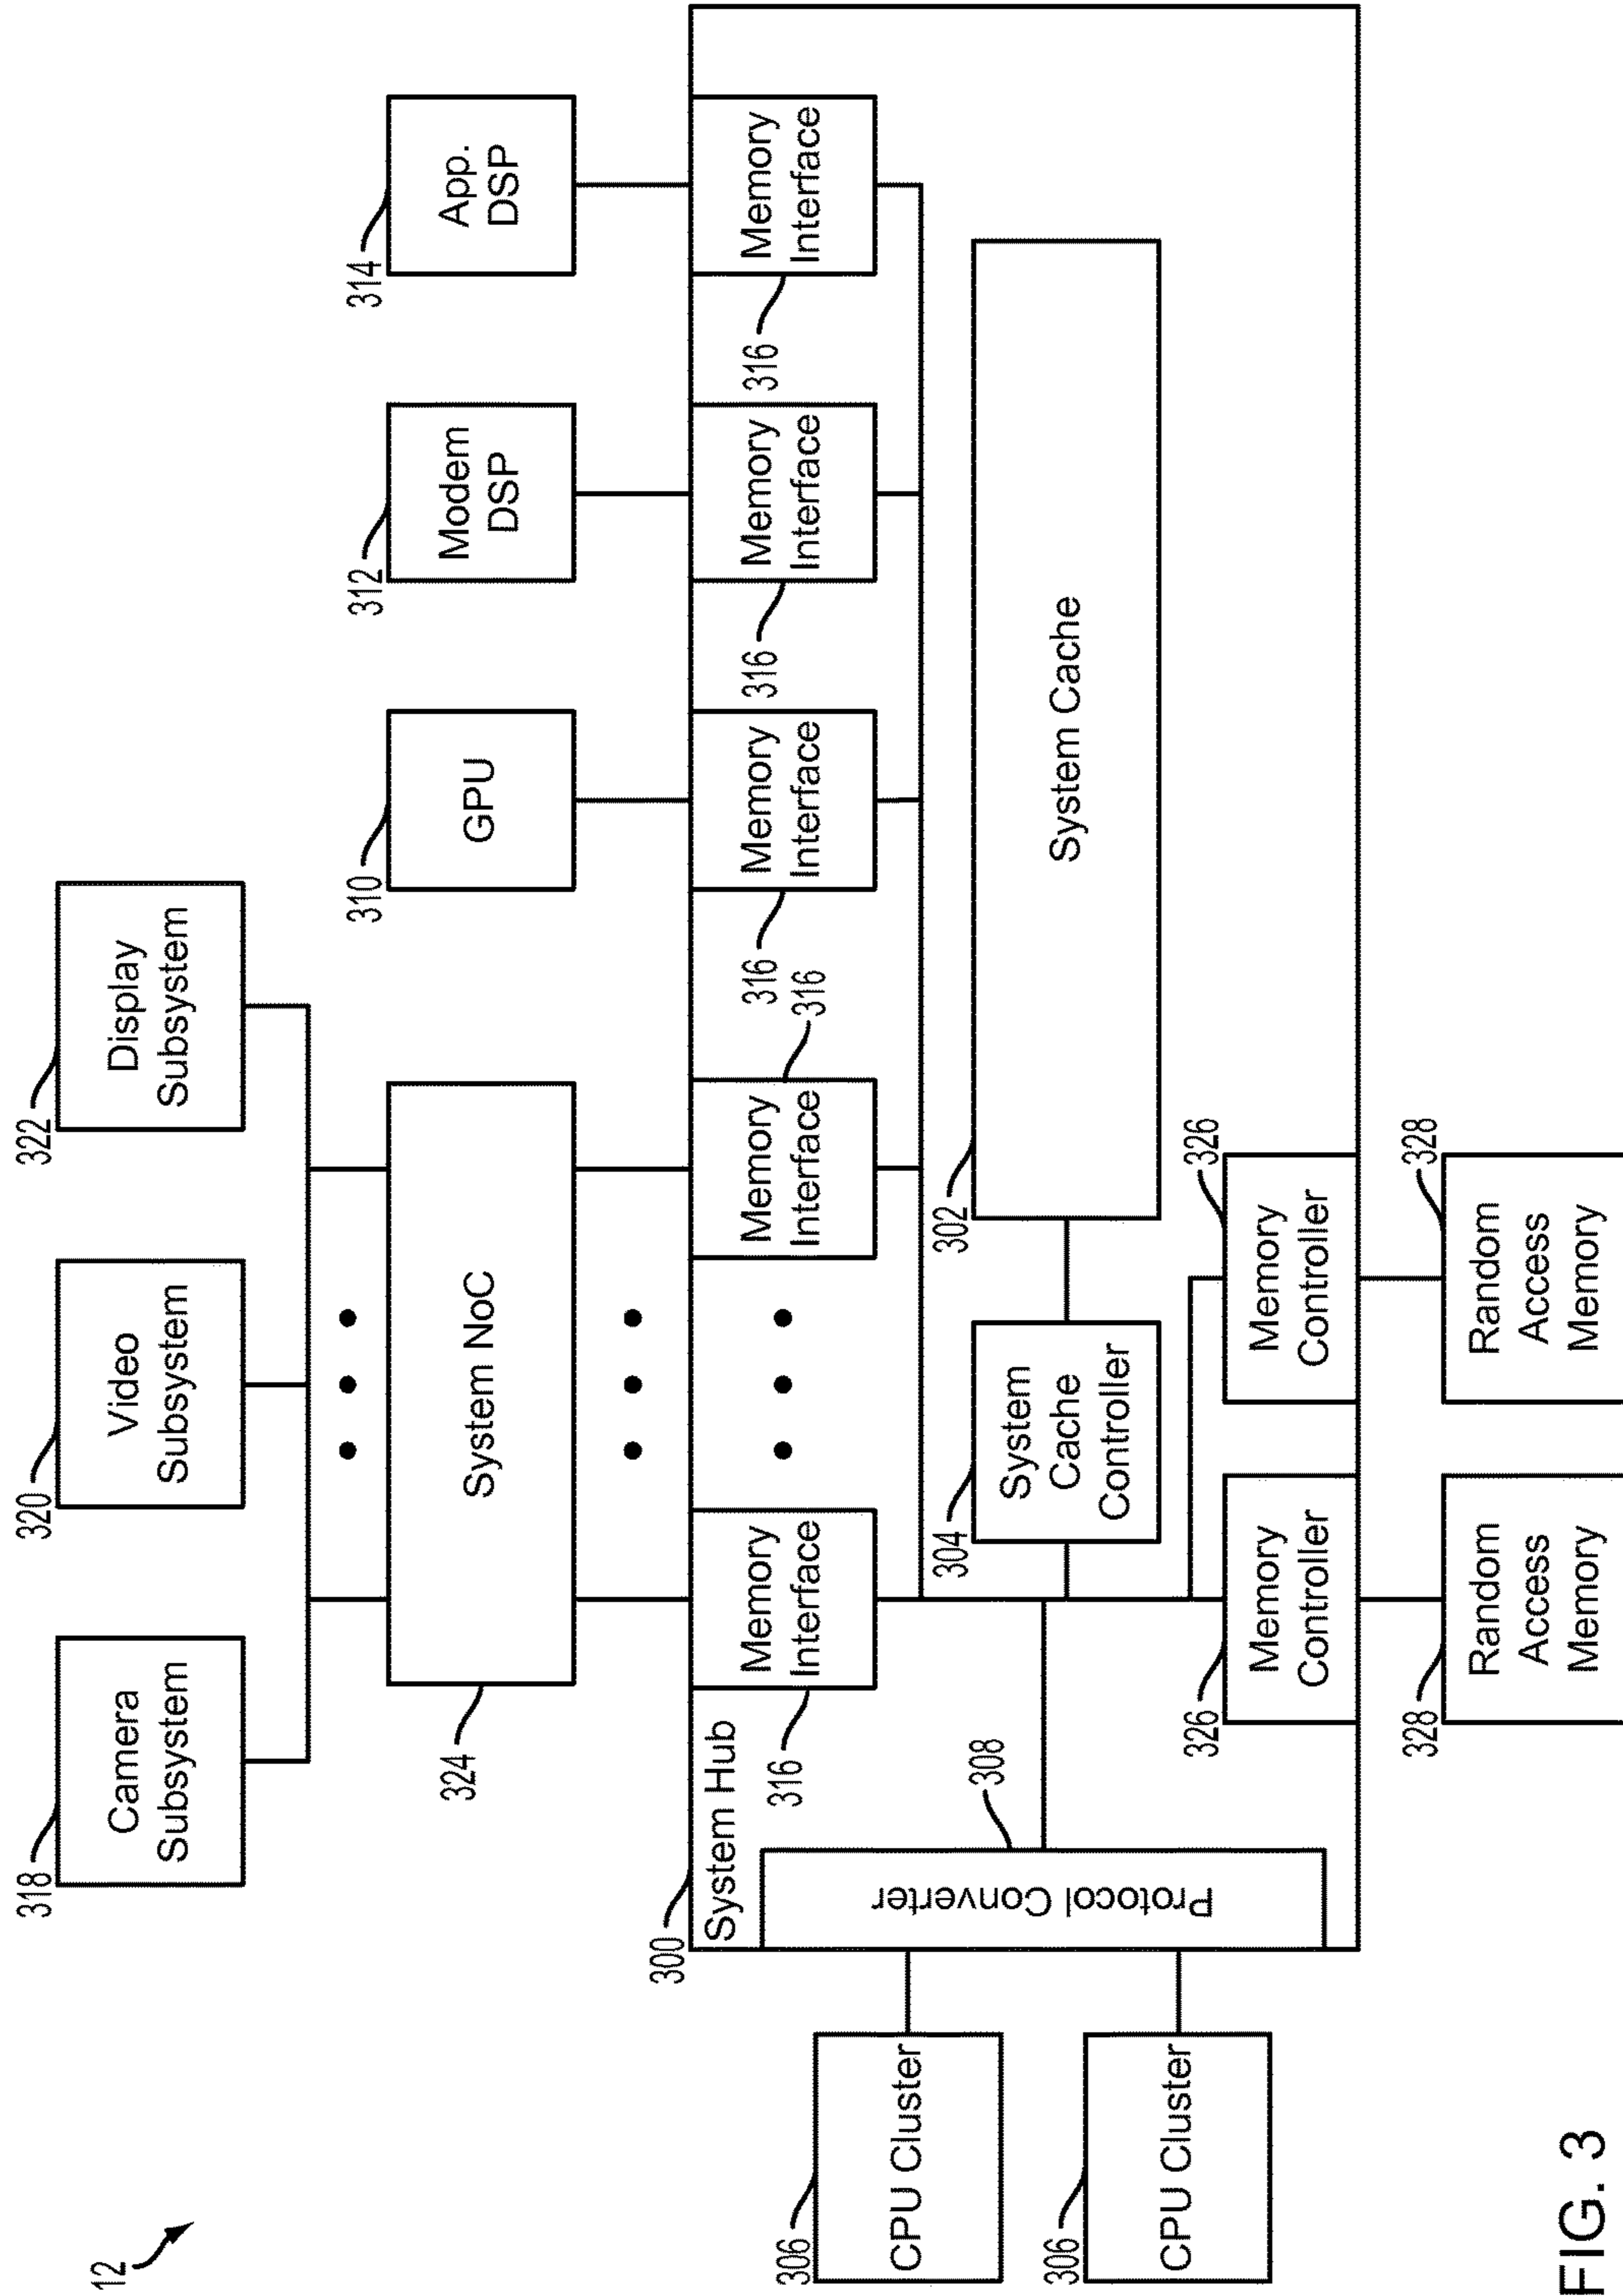 12
318
Camera
Subsystem
320
Video
Subsystem
322
Display
Subsystem
324
System NoC
310
GPU
312
Modem
DSP
314
App.
DSP
300
System Hub
316
Memory
Interface
316
Memory
Interface
316
Memory
Interface
316
Memory
Interface
316
Memory
Interface
306
CPU Cluster
306
CPU Cluster
308
Protocol Converter
304
System
Cache
Controller
302
System Cache
326
Memory
Controller
326
Memory
Controller
328
Random
Access
Memory
328
Random
Access
Memory
FIG. 3